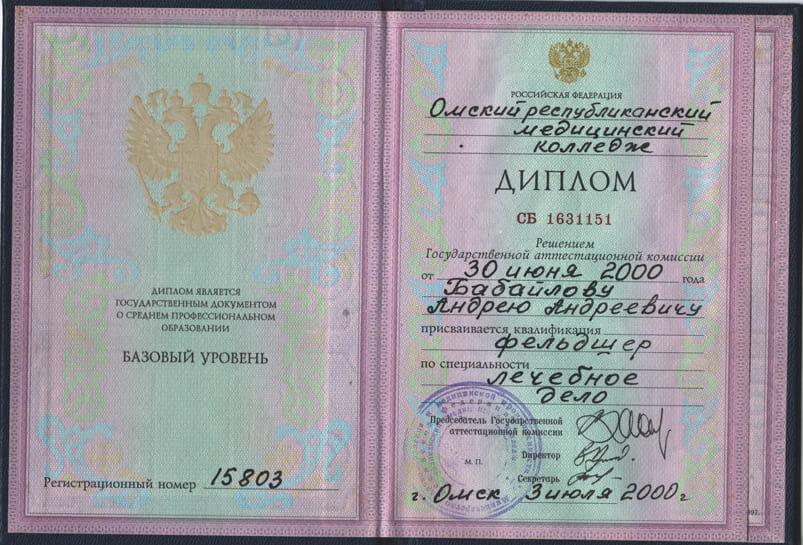 ДИПЛОМ ЯВЛЯЕТСЯ
ГОСУДАРСТВЕННЫМ ДОКУМЕНТОМ
О СРЕДНЕМ ПРОФЕССИОНАЛЬНОМ
ОБРАЗОВАНИИ
БАЗОВЫЙ УРОВЕНЬ
Регистрационный номер 15803
РОССИЙСКАЯ ФЕДЕРАЦИЯ
Омский республиканский
медицинский
колледж
ДИПЛОМ
СБ 1631151
Решением
Государственной аттестационной комиссии
от 30 июня 2000 года
Бабайлову
Андрею Андреевичу
присваивается квалификация
фельдшер
по специальности
лечебное
дело
Председатель Государственной
аттестационной комиссии
Директор
М. П.
Секретарь
г. Омск 3 июля 2000 г